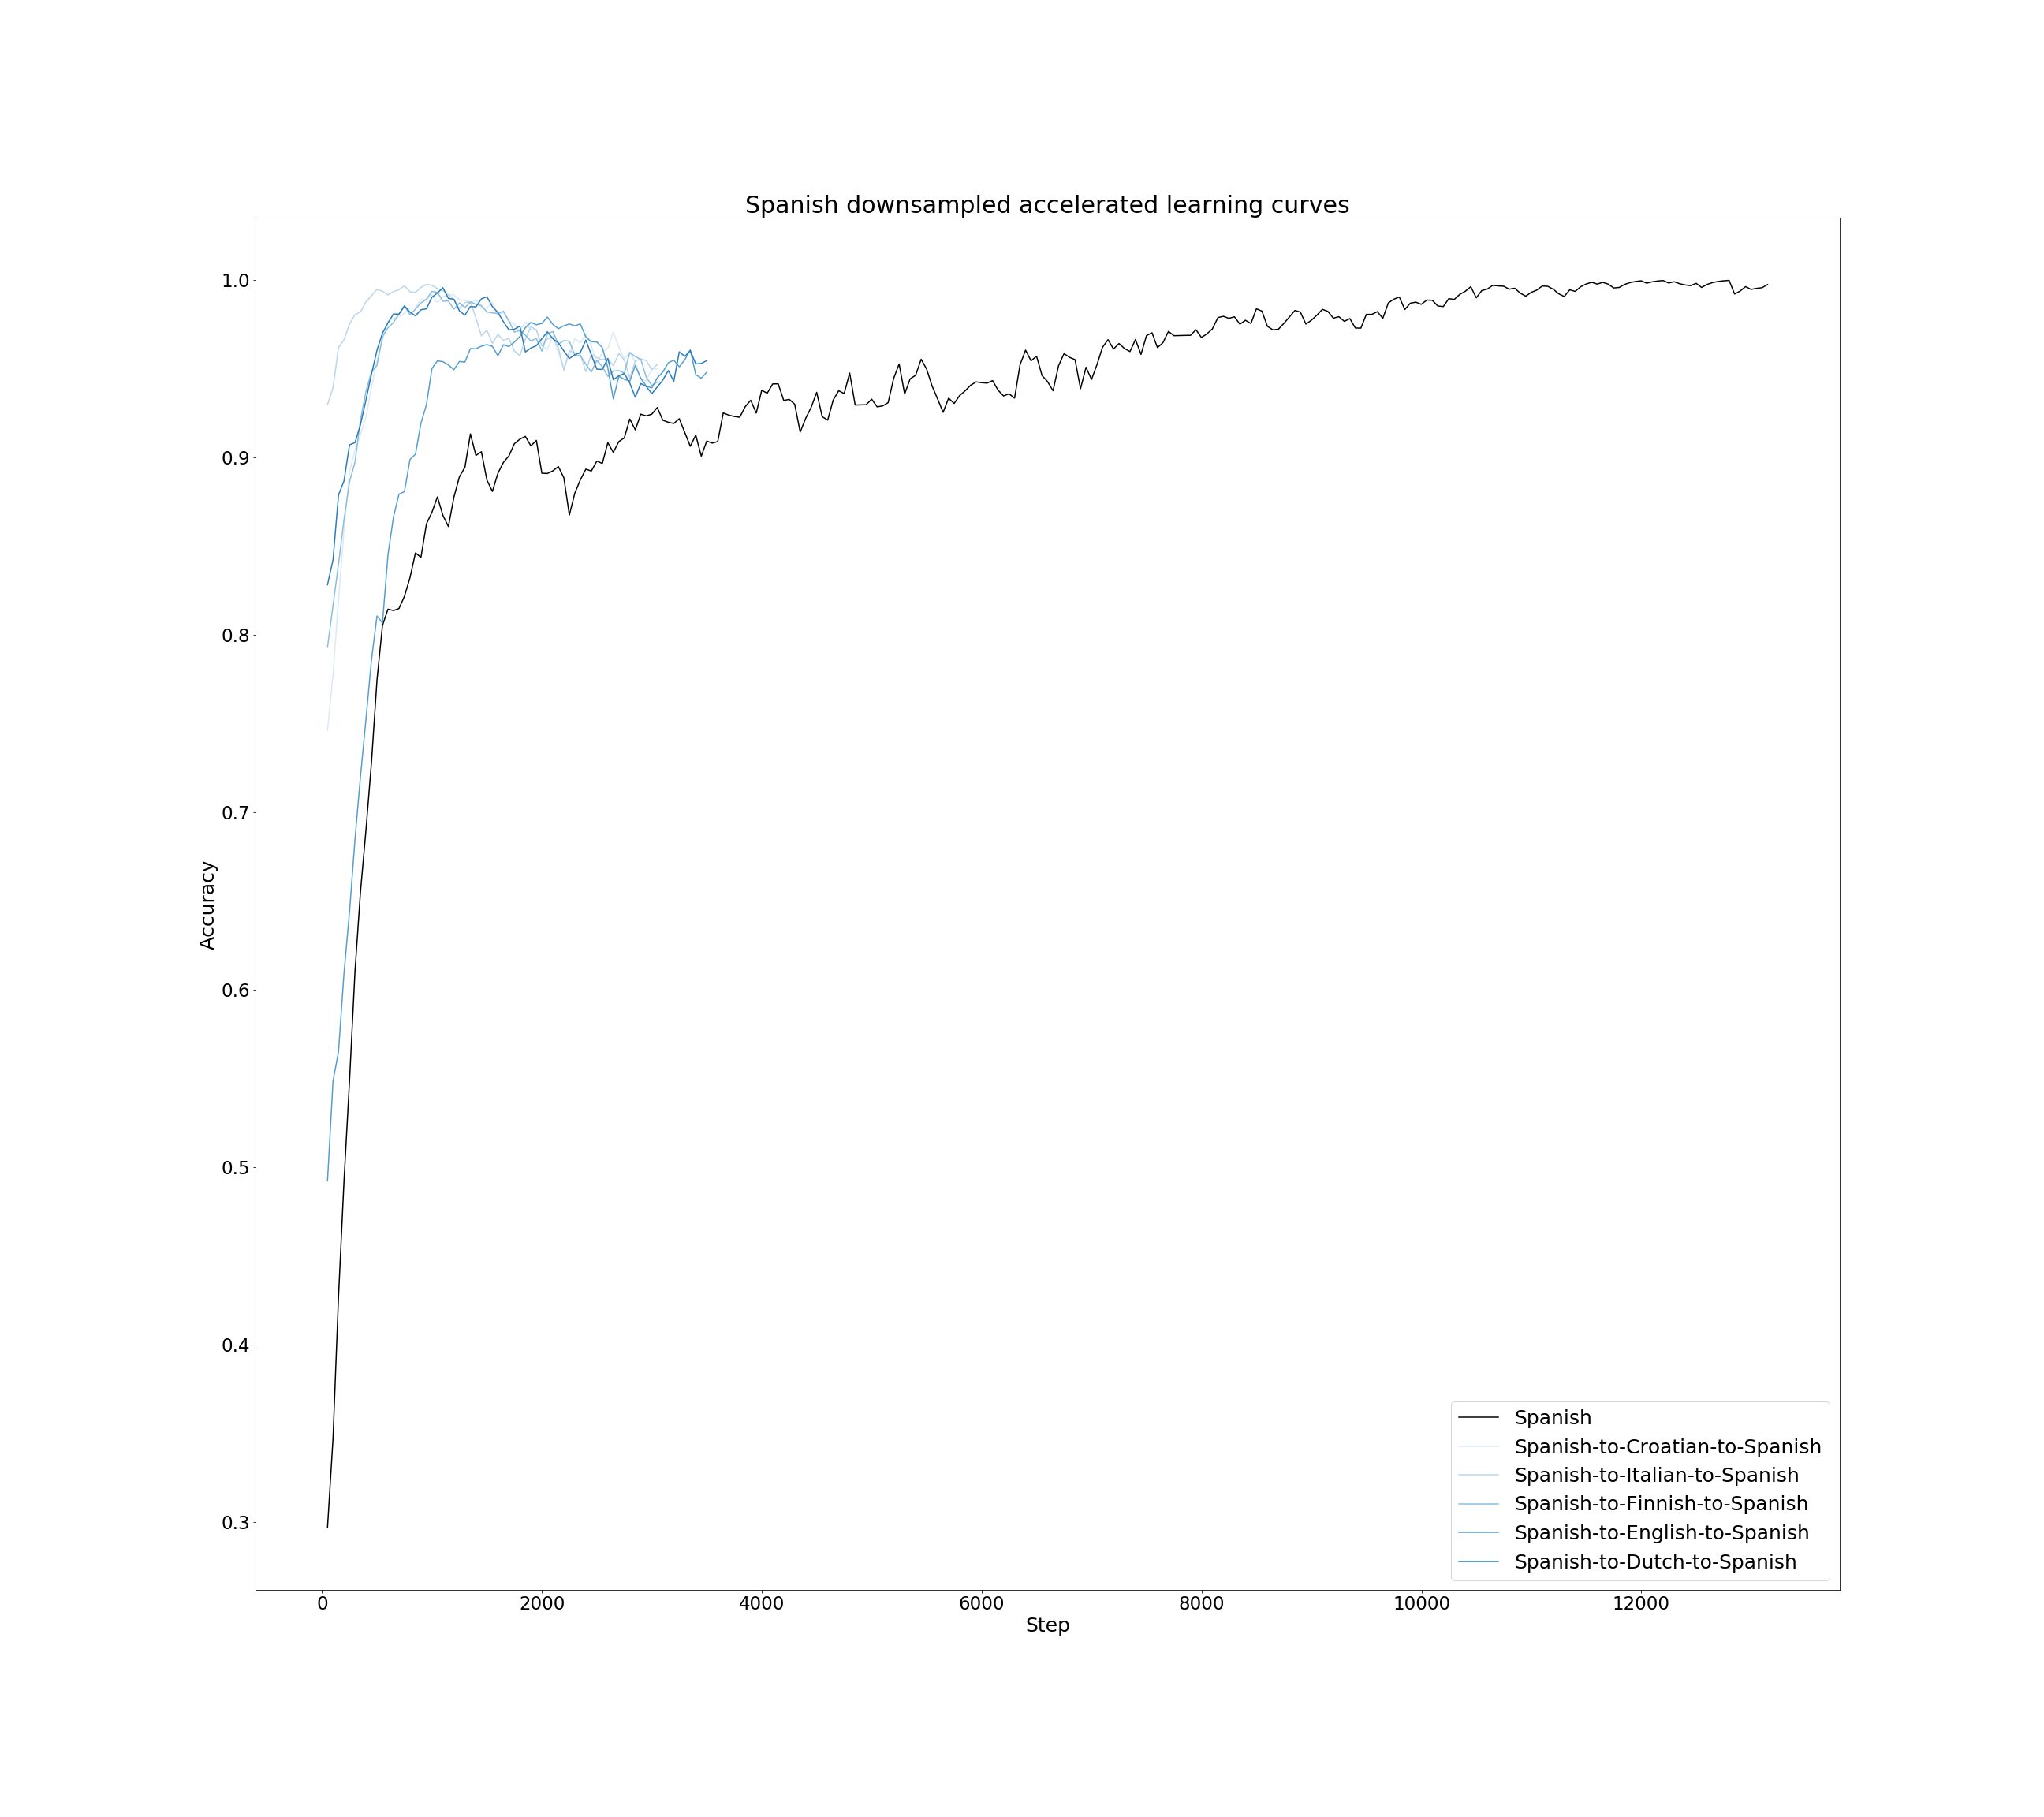 Spanish downsampled accelerated learning curves
1.0
0.9
0.8
0.7
0.6
0.5
0.4
0.3
Accuracy
0 2000 4000 6000 8000 10000 12000
Step
Spanish
Spanish-to-Croatian-to-Spanish
Spanish-to-Italian-to-Spanish
Spanish-to-Finnish-to-Spanish
Spanish-to-English-to-Spanish
Spanish-to-Dutch-to-Spanish